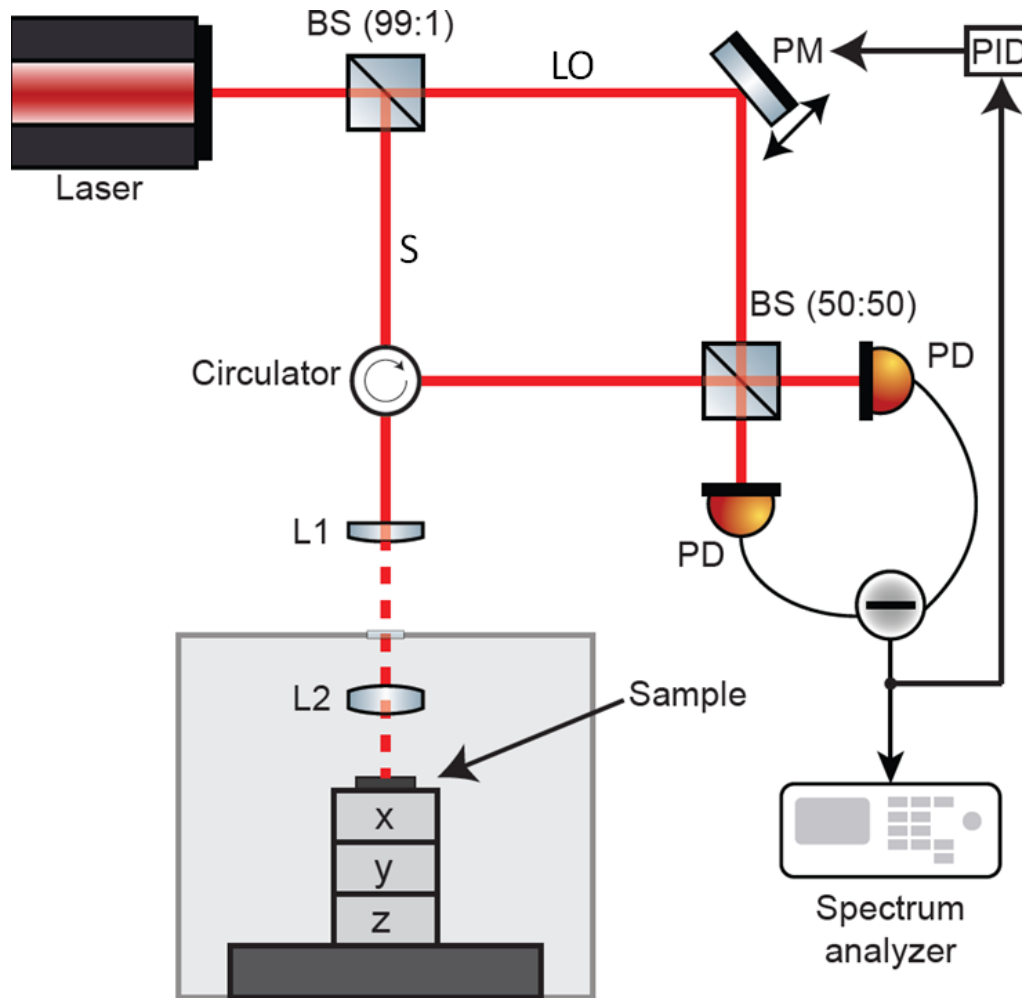 BS (99:1)
LO
PM
PID
Laser
S
BS (50:50)
Circulator
PD
L1
PD
L2
Sample
x
y
z
Spectrum
analyzer